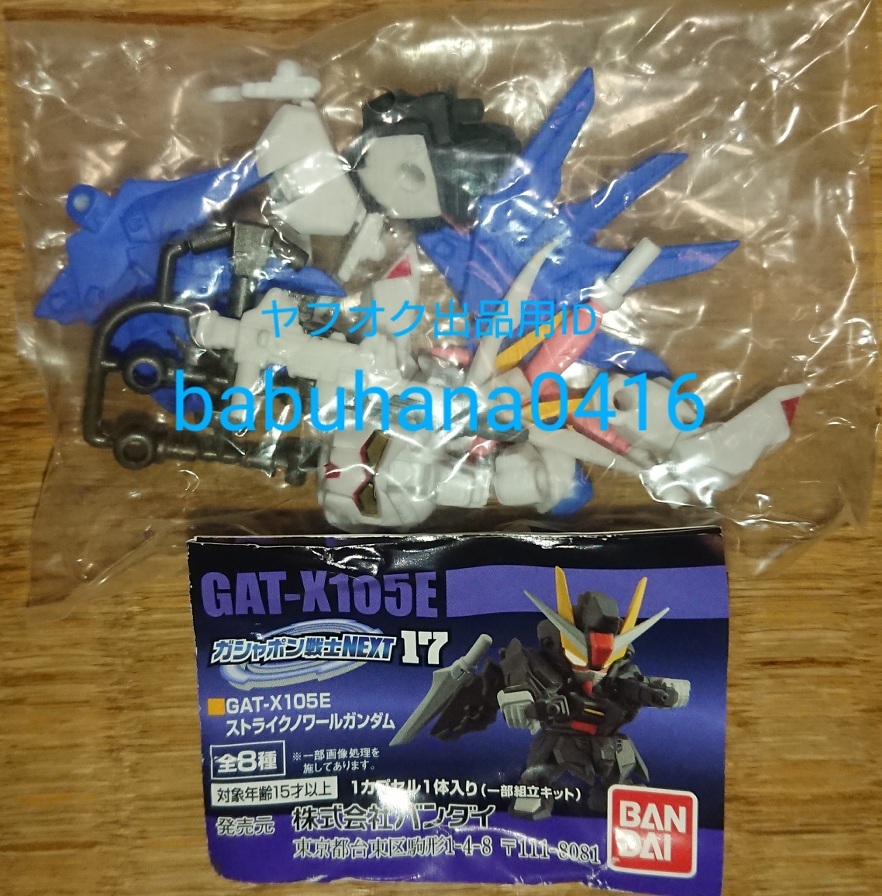 ヤフオク出品用ID
babuhana0416
GAT-X105E
ガシャポン戦士NEXT 17
■GAT-X105E
ストライクノワールガンダム
全8種 ※一部画像処理を
施してあります。
対象年齢15才以上 1カプセル1体入り(一部組立キット)
発売元 株式会社バンダイ
東京都台東区駒形1-4-8 〒111-8081
BAN
DAI